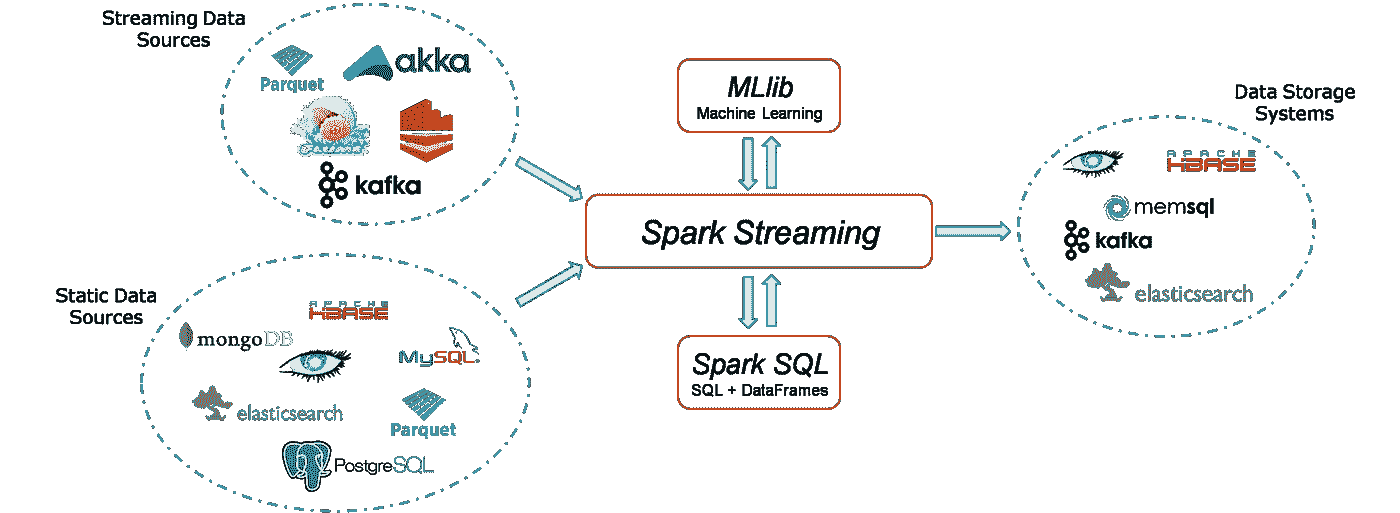 Streaming Data
Sources
Parquet
akka
kafka
Static Data
Sources
APACHE
HBASE
mongoDB
MySQL
elasticsearch
Parquet
PostgreSQL
MLlib
Machine Learning
Spark Streaming
Spark SQL
SQL + DataFrames
Data Storage
Systems
APACHE
HBASE
memsql
kafka
elasticsearch